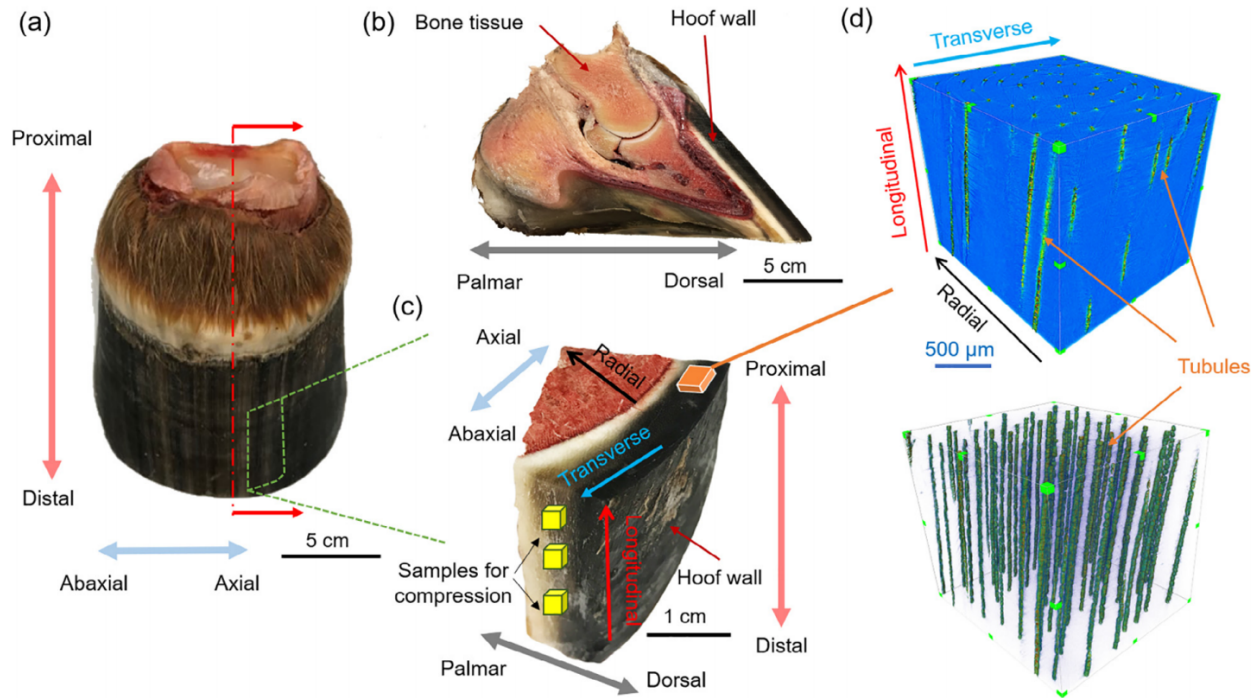 (a)
Proximal
Distal
Abaxial
Axial
5 cm
(b)
Bone tissue
Hoof wall
Palmar
Dorsal
5 cm
(c)
Axial
Radial
Abaxial
Proximal
Transverse
Longitudinal
Samples for
compression
Hoof wall
1 cm
Distal
Palmar
Dorsal
(d)
Transverse
Longitudinal
Radial
500 µm
Tubules